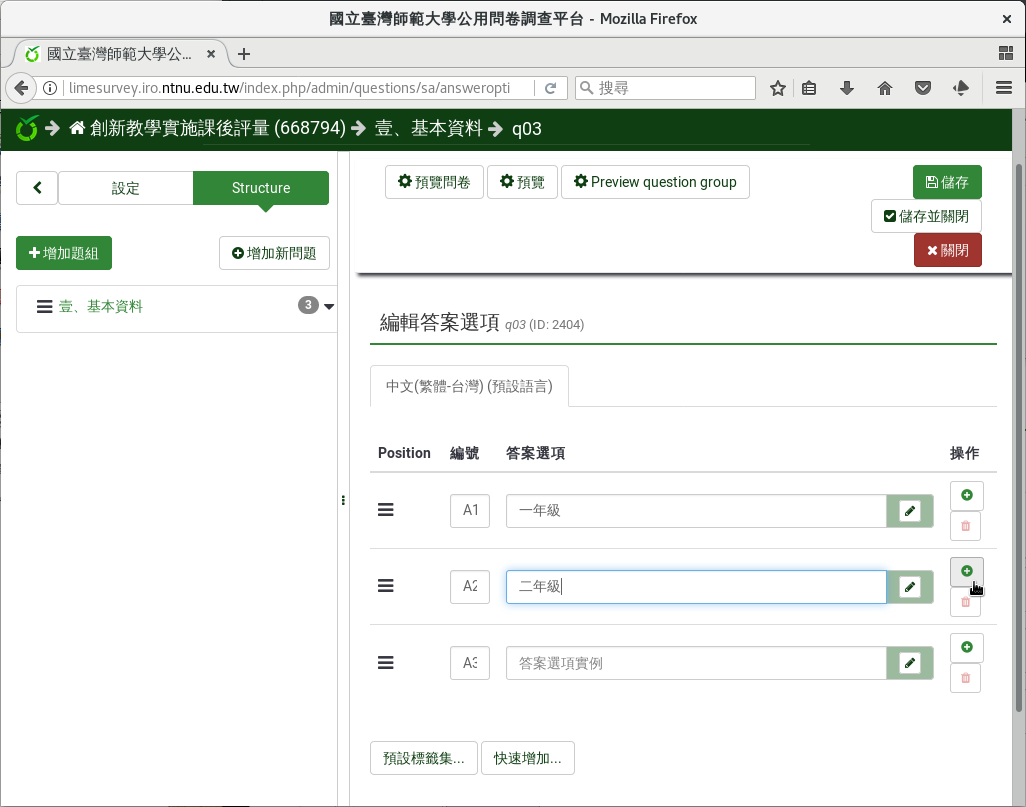 國立臺灣師範大學公用問卷調查平台 - Mozilla Firefox
國立臺灣師範大學公...
limesurvey.iro.ntnu.edu.tw/index.php/admin/questions/sa/answeropti
搜尋
創新教學實施課後評量 (668794) 壹、基本資料 q03
設定 Structure
預覽問卷 預覽 Preview question group 儲存
儲存並關閉
關閉
增加題組 增加新問題
壹、基本資料 3
編輯答案選項 q03 (ID: 2404)
中文(繁體-台灣) (預設語言)
Position 編號 答案選項 操作
A1 一年級
A2 二年級
A3 答案選項實例
預設標籤集... 快速增加...